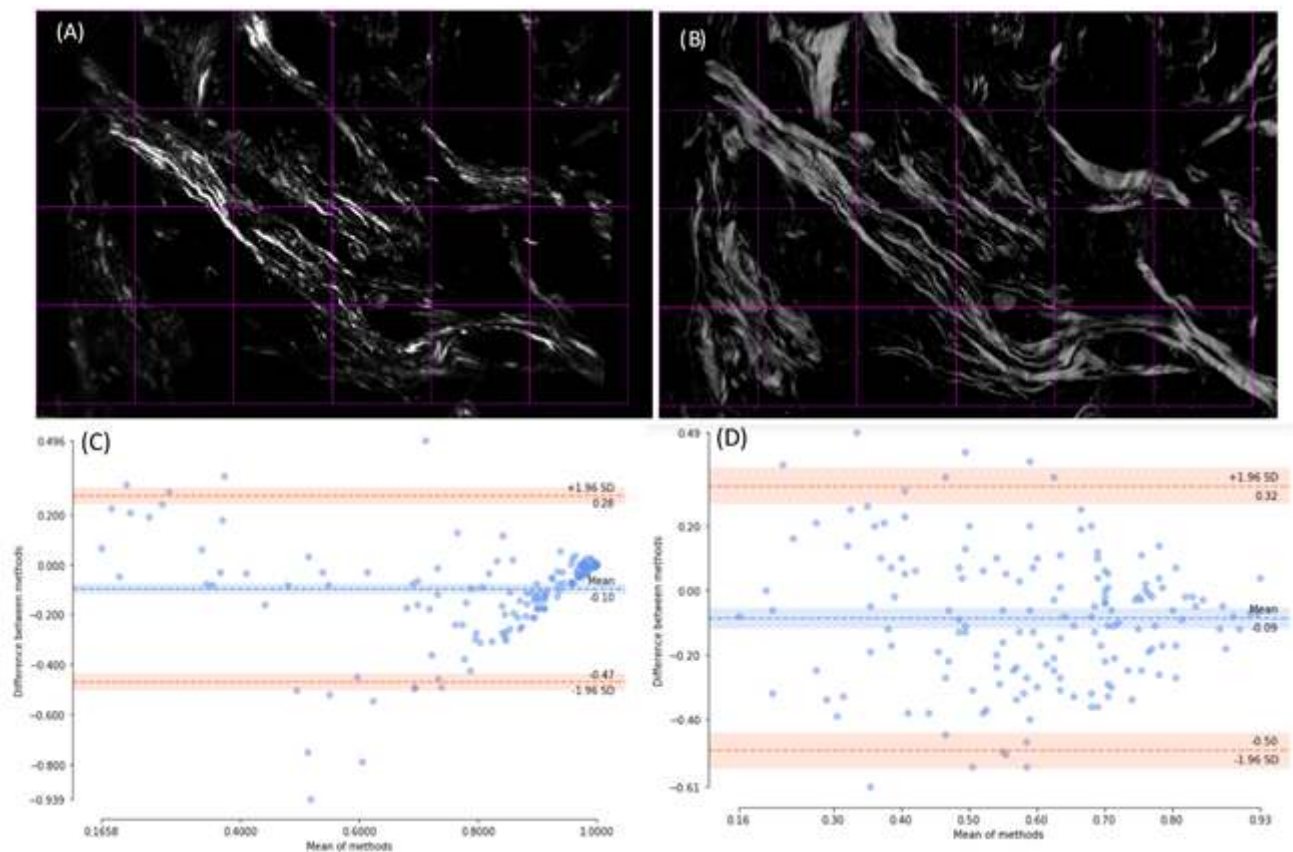 (A)
(B)
(C)
0.496
0.200
0.000
−0.200
−0.400
−0.600
−0.800
−0.939
Difference between methods
+1.96 SD
0.28
Mean
-0.10
-0.47
-1.96 SD
0.1658
0.4000
0.6000
0.8000
1.0000
Mean of methods
(D)
0.49
0.20
0.00
−0.20
−0.40
−0.61
Difference between methods
+1.96 SD
0.32
Mean
-0.09
-0.50
-1.96 SD
0.16
0.30
0.40
0.50
0.60
0.70
0.80
0.93
Mean of methods